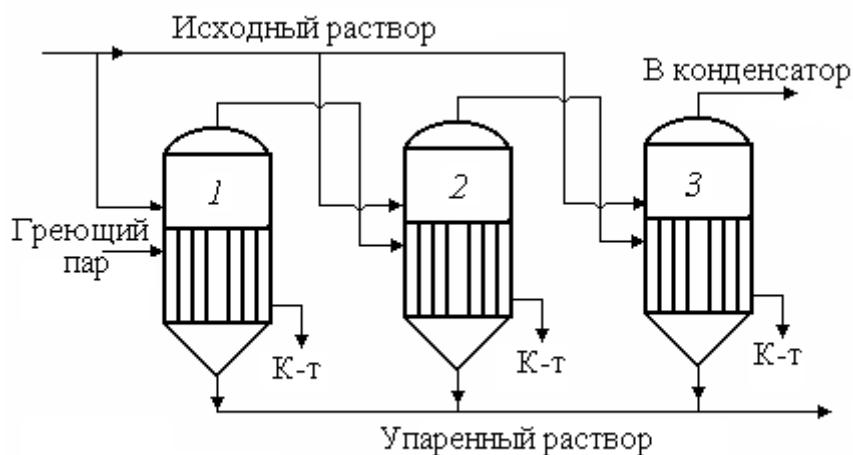 Исходный раствор
В конденсатор
1
2
3
Греющий
пар
К-т
К-т
К-т
Упаренный раствор